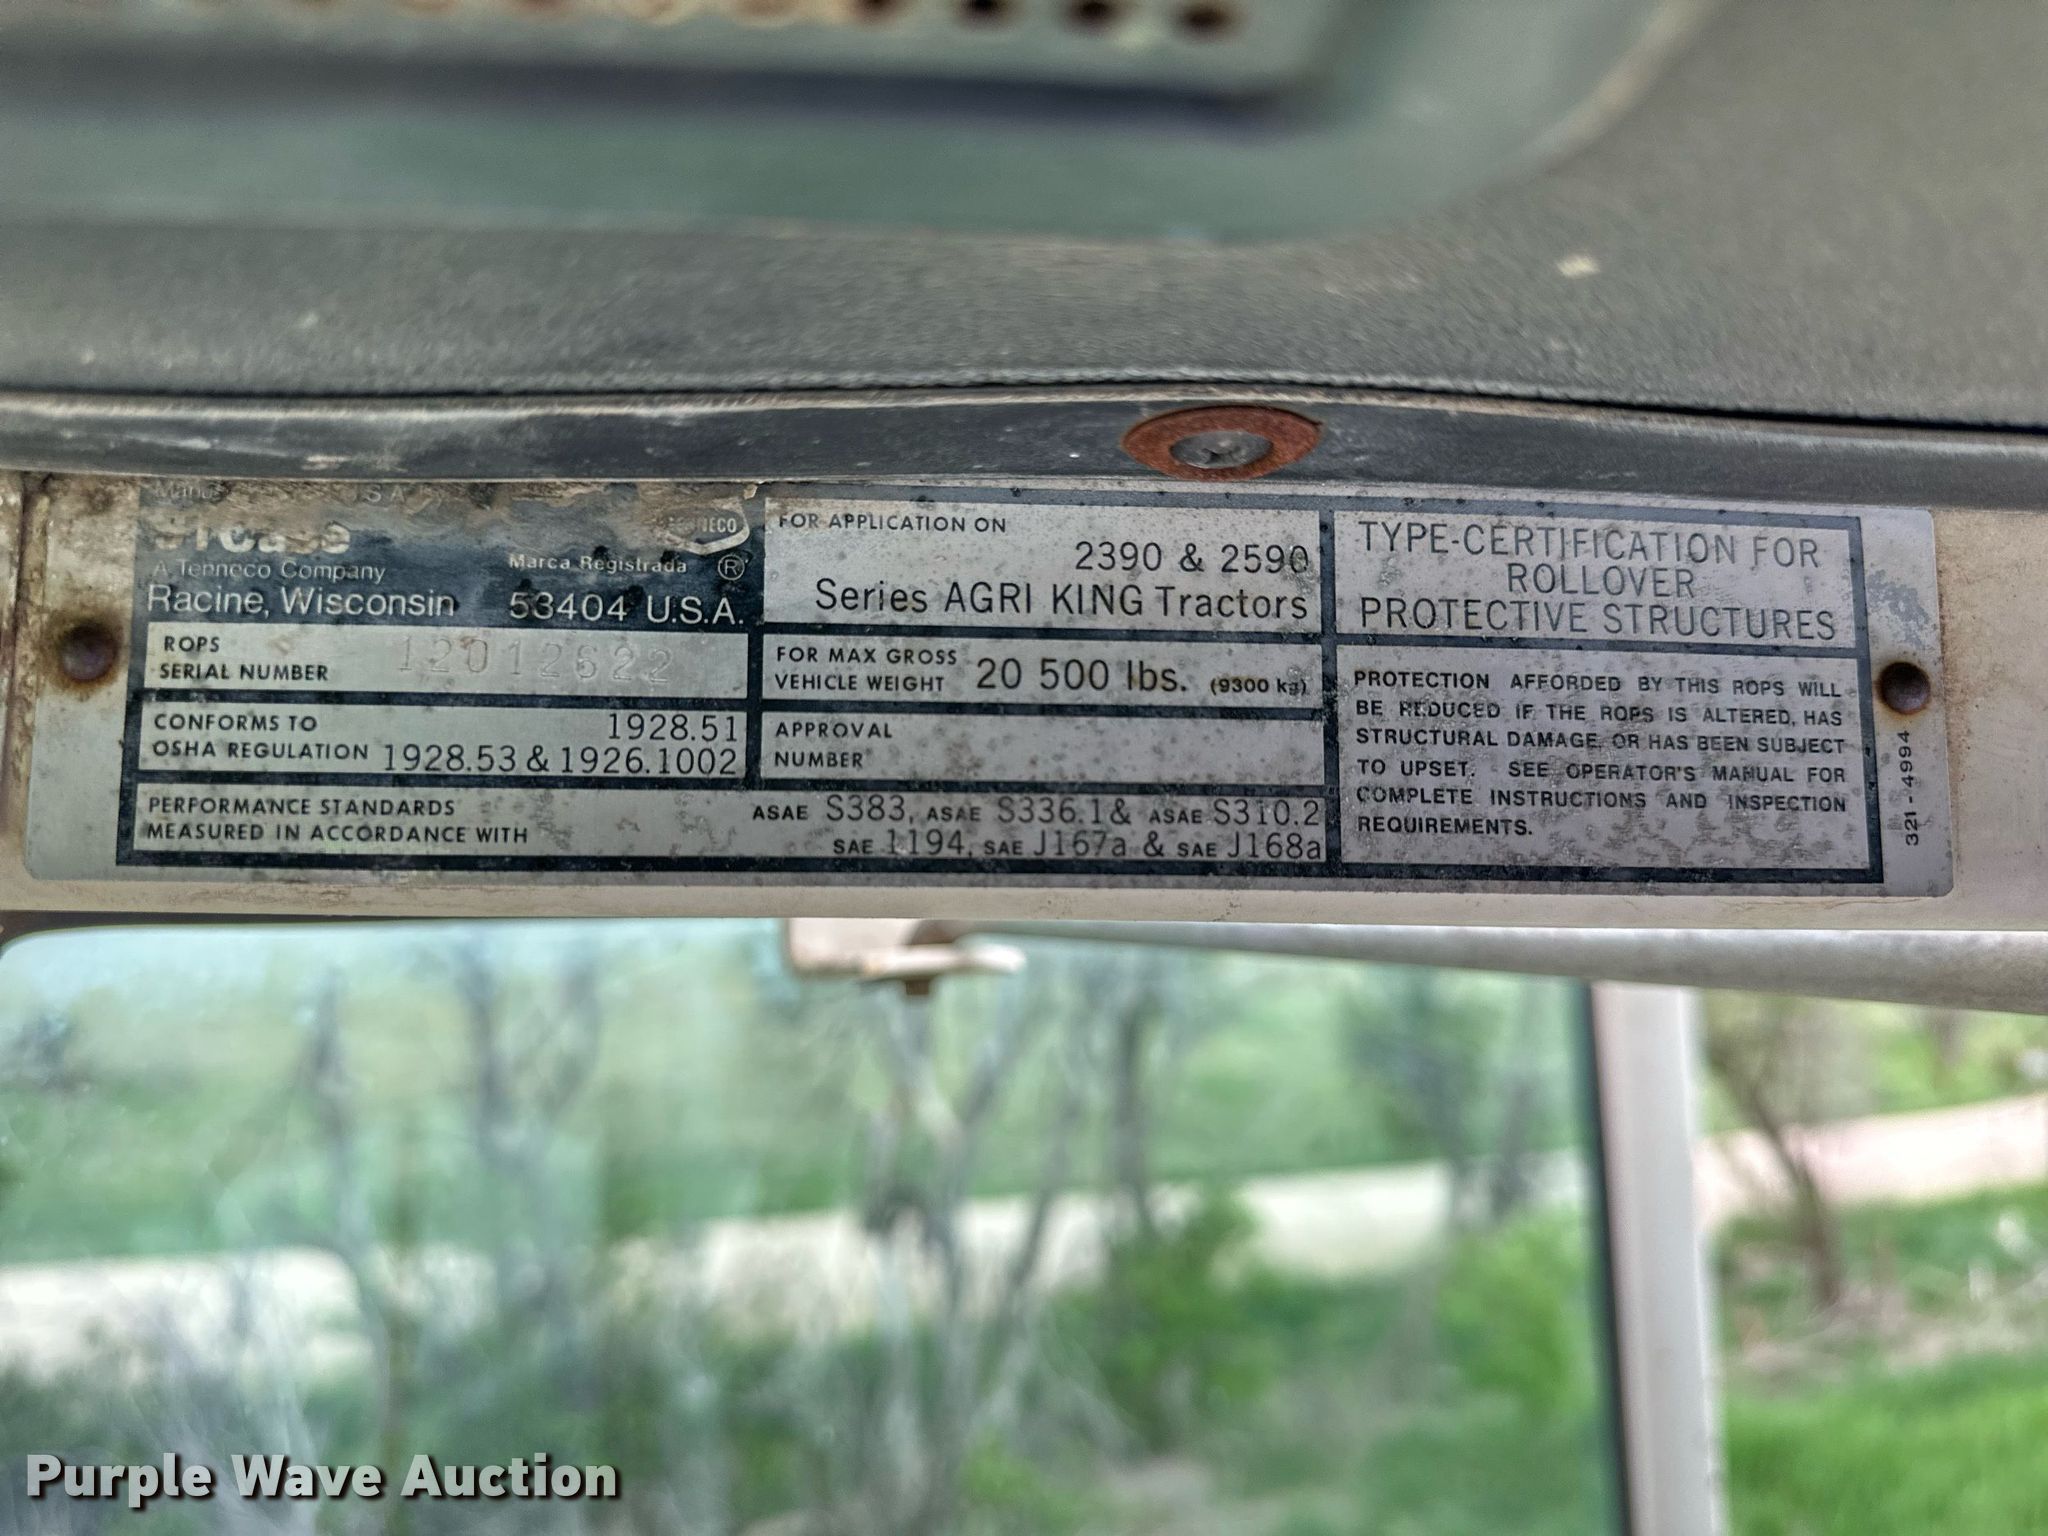 U.S.A.
A Tenneco Company
Marca Registrada ®
Racine, Wisconsin 53404 U.S.A.
ROPS
SERIAL NUMBER 12012622
CONFORMS TO 1928.51
OSHA REGULATION 1928.53 & 1926.1002
PERFORMANCE STANDARDS
MEASURED IN ACCORDANCE WITH
ASAE S383, ASAE S336.1 & ASAE S310.2
SAE 1194, SAE J167a & SAE J168a
FOR APPLICATION ON
2390 & 2590
Series AGRI KING Tractors
FOR MAX GROSS
VEHICLE WEIGHT 20 500 lbs. (9300 kg)
APPROVAL
NUMBER
TYPE-CERTIFICATION FOR
ROLLOVER
PROTECTIVE STRUCTURES
PROTECTION AFFORDED BY THIS ROPS WILL
BE REDUCED IF THE ROPS IS ALTERED, HAS
STRUCTURAL DAMAGE, OR HAS BEEN SUBJECT
TO UPSET. SEE OPERATOR'S MANUAL FOR
COMPLETE INSTRUCTIONS AND INSPECTION
REQUIREMENTS.
321-4994
Purple Wave Auction